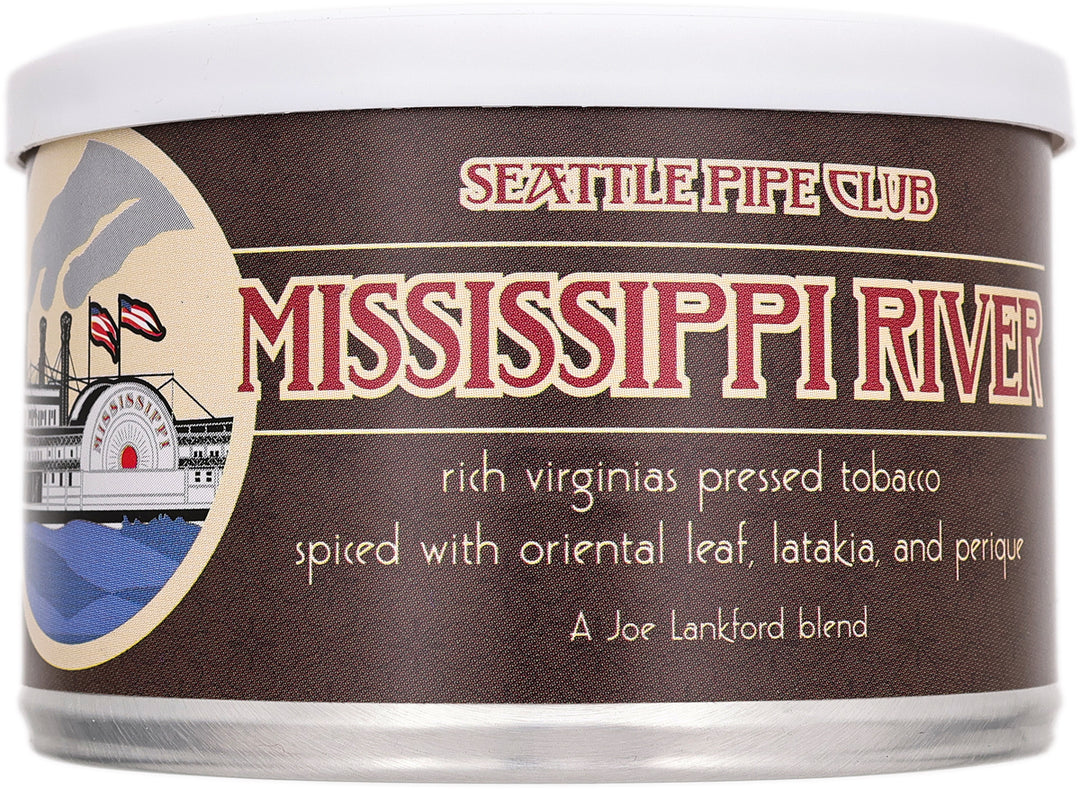 SEATTLE PIPE CLUB
MISSISSIPPI RIVER
MISSISSIPPI
rich virginias pressed tobacco
spiced with oriental leaf, latakia, and perique
A Joe Lankford blend